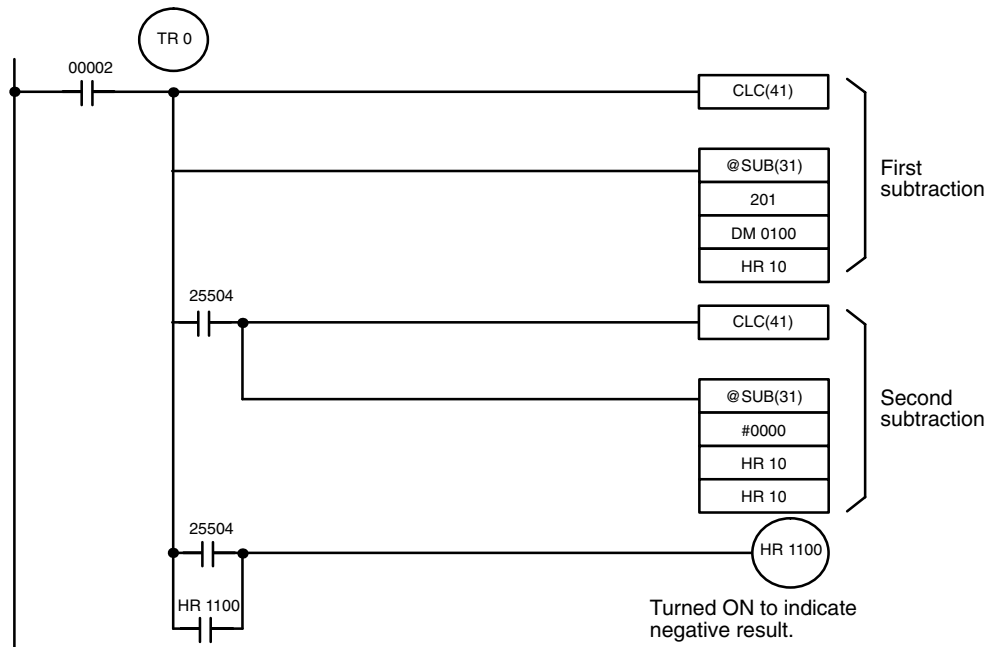 TR 0
00002
CLC(41)
@SUB(31)
201
DM 0100
HR 10
First
subtraction
25504
CLC(41)
@SUB(31)
#0000
HR 10
HR 10
Second
subtraction
25504
HR 1100
HR 1100
Turned ON to indicate
negative result.